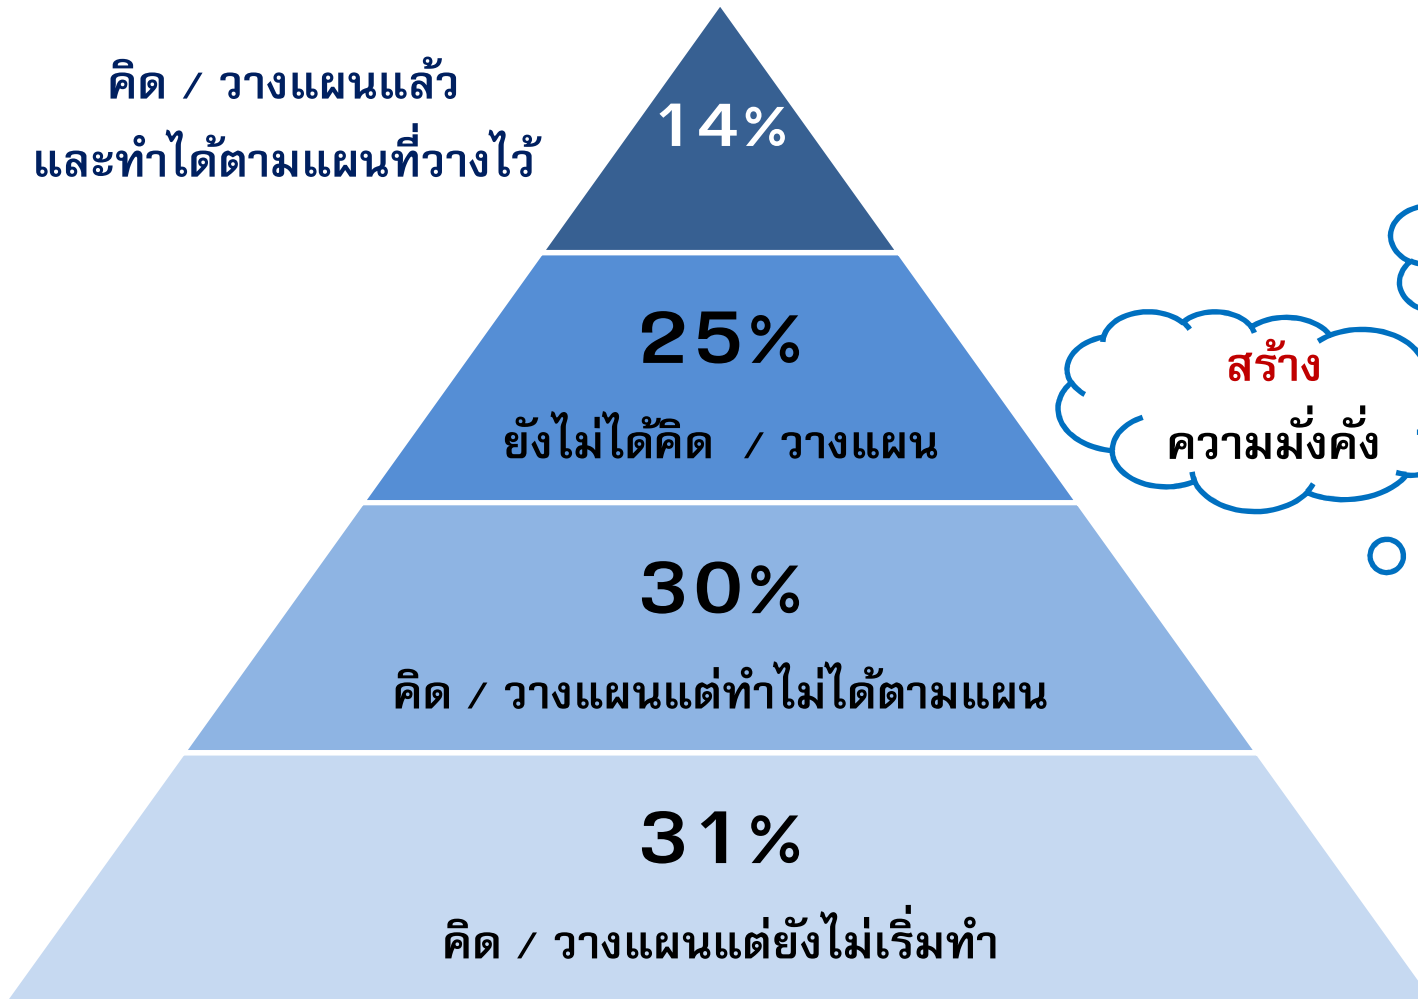 คิด / วางแผนแล้ว
และทำได้ตามแผนที่วางไว้
14%
25%
ยังไม่ได้คิด / วางแผน
สร้าง
ความมั่งคั่ง
30%
คิด / วางแผนแต่ทำไม่ได้ตามแผน
31%
คิด / วางแผนแต่ยังไม่เริ่มทำ